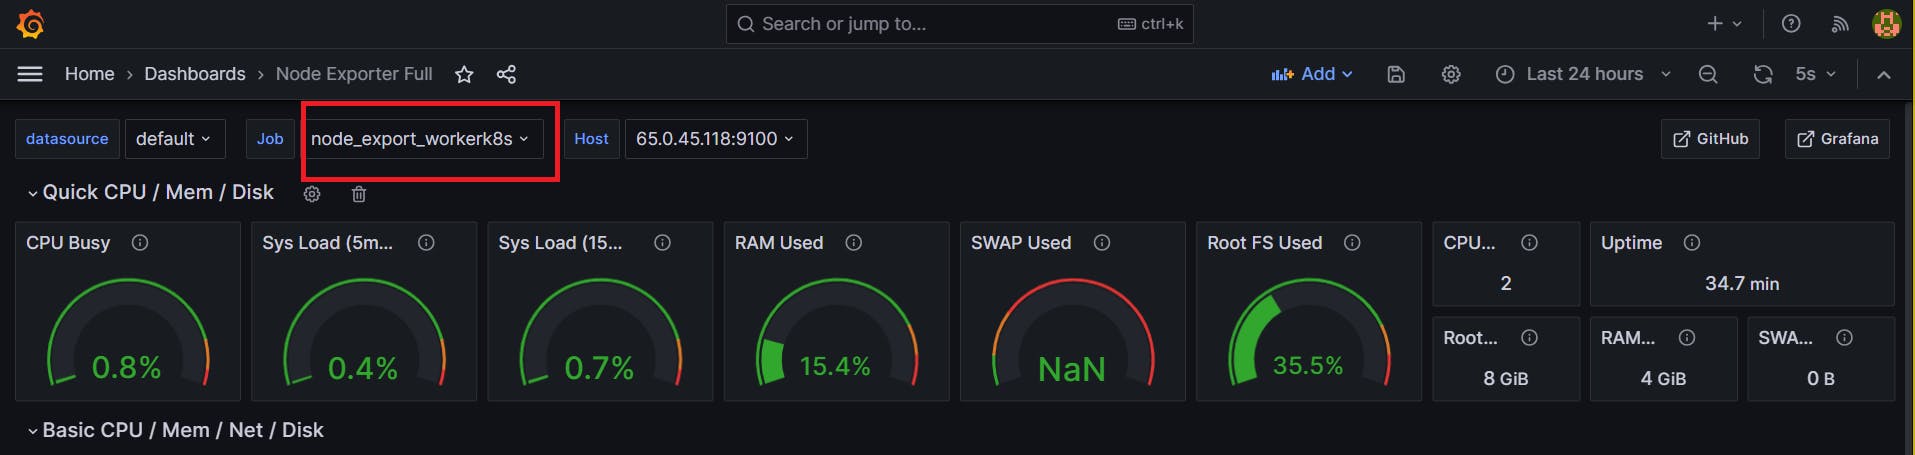 Search or jump to... ctrl+k
Home › Dashboards › Node Exporter Full Add Last 24 hours 5s
datasource default Job node_export_workerk8s Host 65.0.45.118:9100 GitHub Grafana
Quick CPU / Mem / Disk
CPU Busy
0.8%
Sys Load (5m...
0.4%
Sys Load (15...
0.7%
RAM Used
15.4%
SWAP Used
NaN
Root FS Used
35.5%
CPU...
2
Uptime
34.7 min
Root...
8 GiB
RAM...
4 GiB
SWA...
0 B
Basic CPU / Mem / Net / Disk